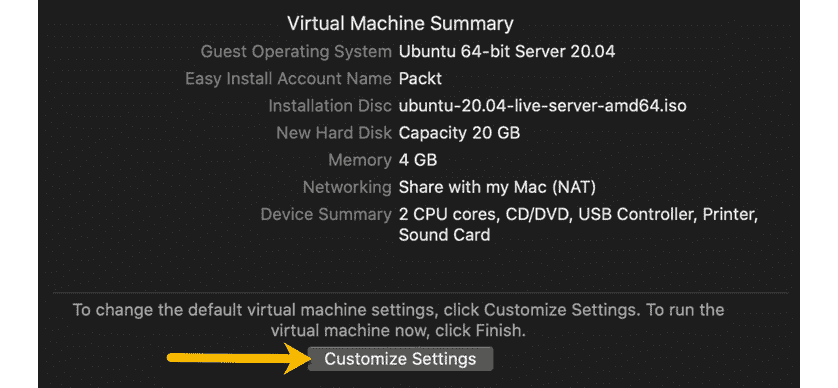 Virtual Machine Summary
Guest Operating System Ubuntu 64-bit Server 20.04
Easy Install Account Name Packt
Installation Disc ubuntu-20.04-live-server-amd64.iso
New Hard Disk Capacity 20 GB
Memory 4 GB
Networking Share with my Mac (NAT)
Device Summary 2 CPU cores, CD/DVD, USB Controller, Printer,
Sound Card
To change the default virtual machine settings, click Customize Settings. To run the
virtual machine now, click Finish.
Customize Settings